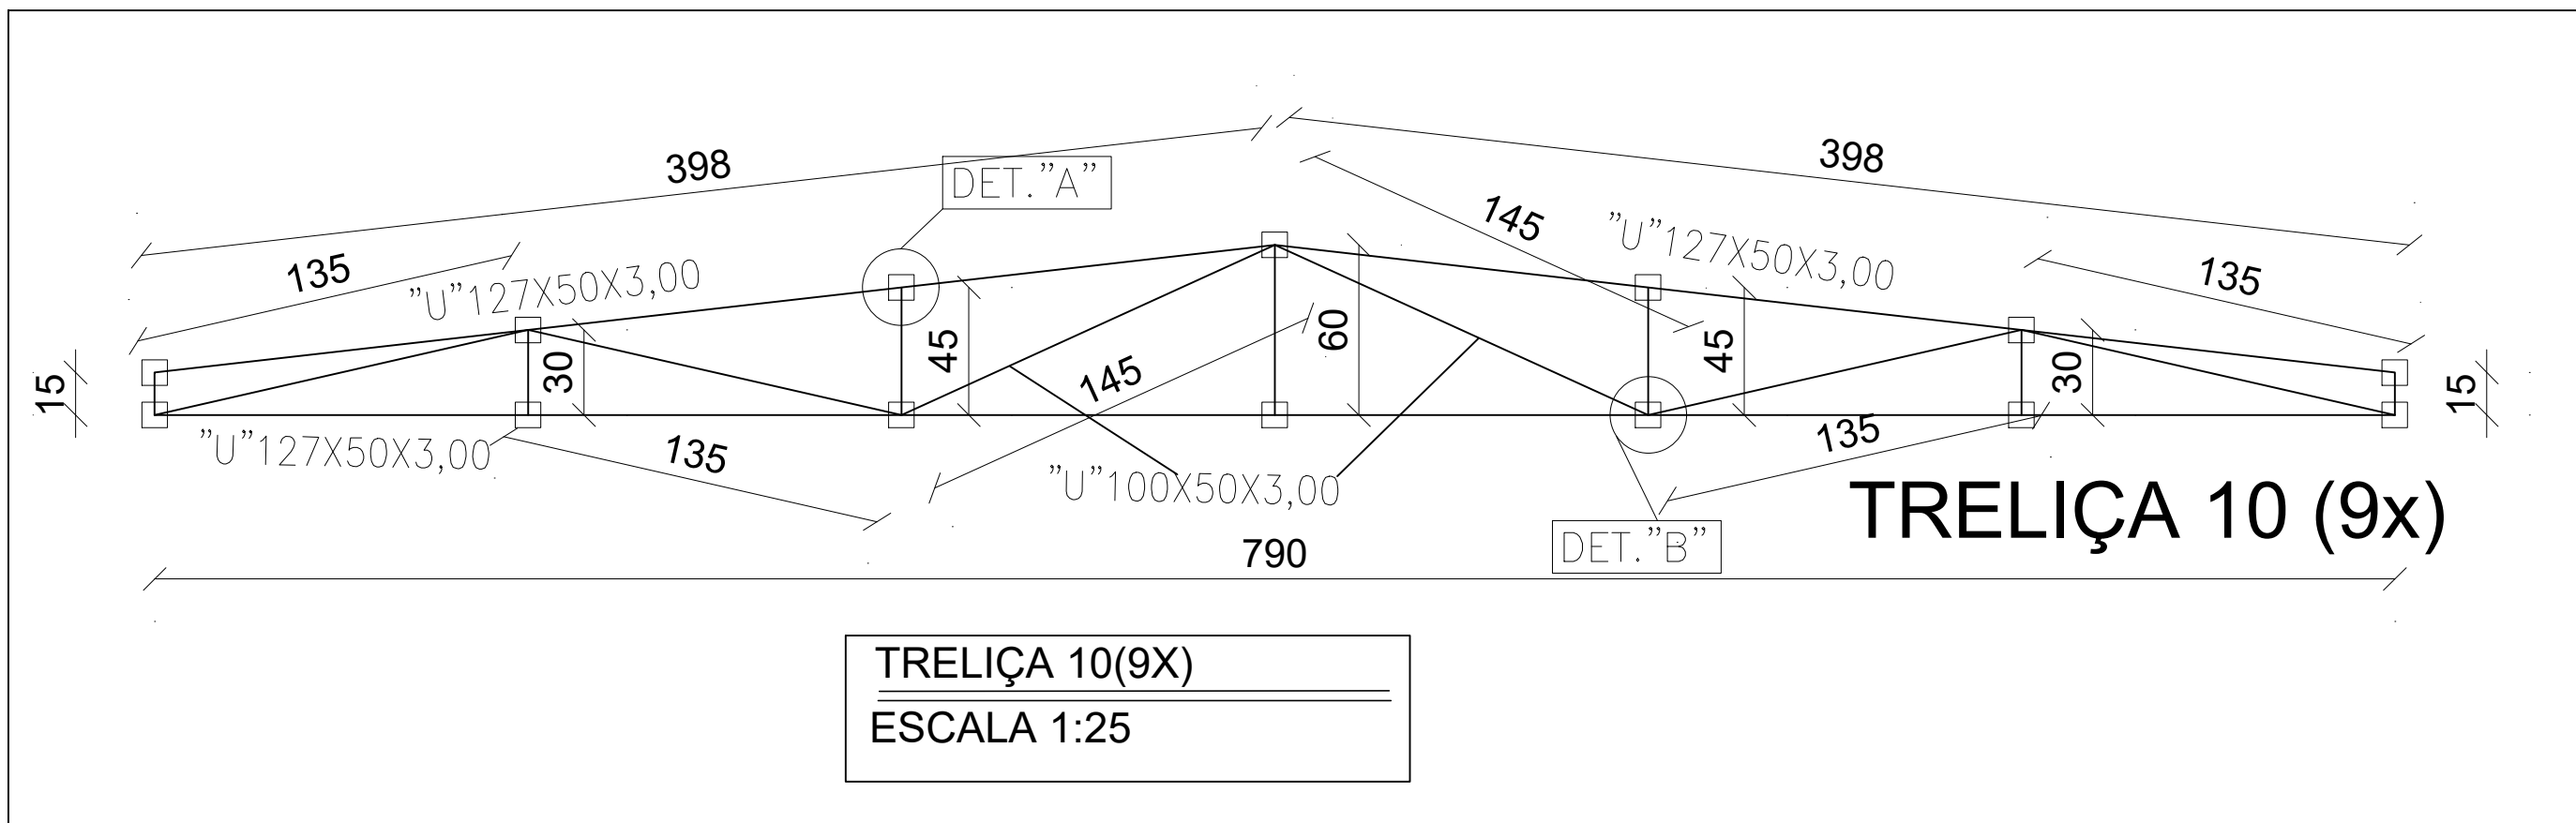 398
398
DET."A"
145
"U"127X50X3,00
135
135
"U"127X50X3,00
15
30
45
60
45
30
15
145
"U"127X50X3,00
135
"U"100X50X3,00
135
TRELIÇA 10 (9x)
DET."B"
790
TRELIÇA 10(9X)
ESCALA 1:25